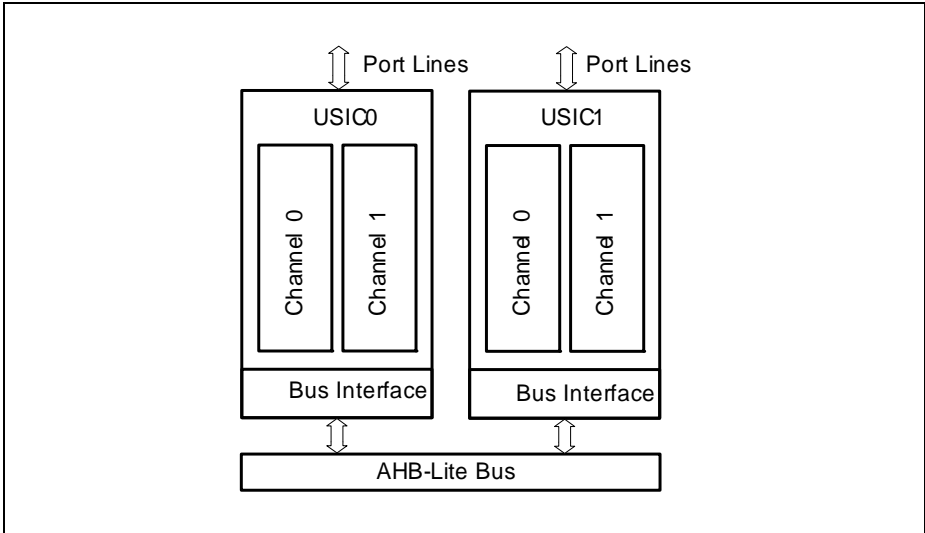 Port Lines
Port Lines
USIC0
USIC1
Channel 0
Channel 1
Channel 0
Channel 1
Bus Interface
Bus Interface
AHB-Lite Bus